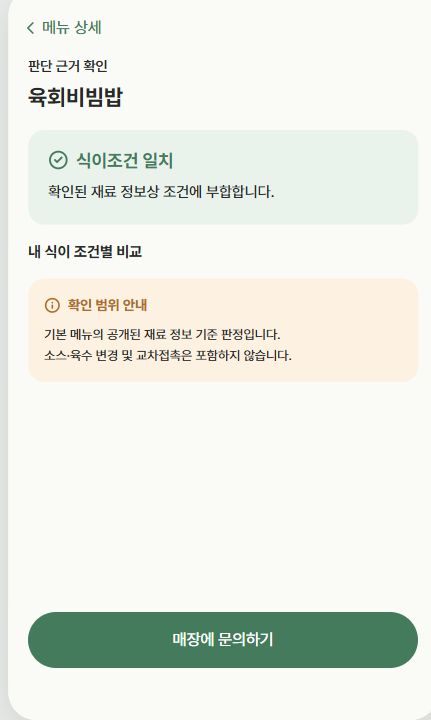 메뉴 상세
판단 근거 확인
육회비빔밥
식이조건 일치
확인된 재료 정보상 조건에 부합합니다.
내 식이 조건별 비교
확인 범위 안내
기본 메뉴의 공개된 재료 정보 기준 판정입니다.
소스·육수 변경 및 교차접촉은 포함하지 않습니다.
매장에 문의하기